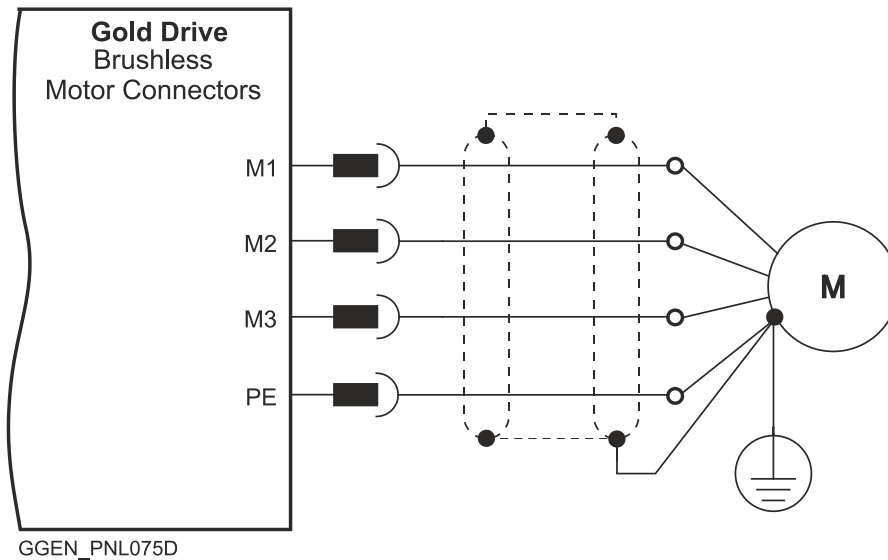 Gold Drive
Brushless
Motor Connectors
M1
M2
M3
PE
M
GGEN_PNL075D